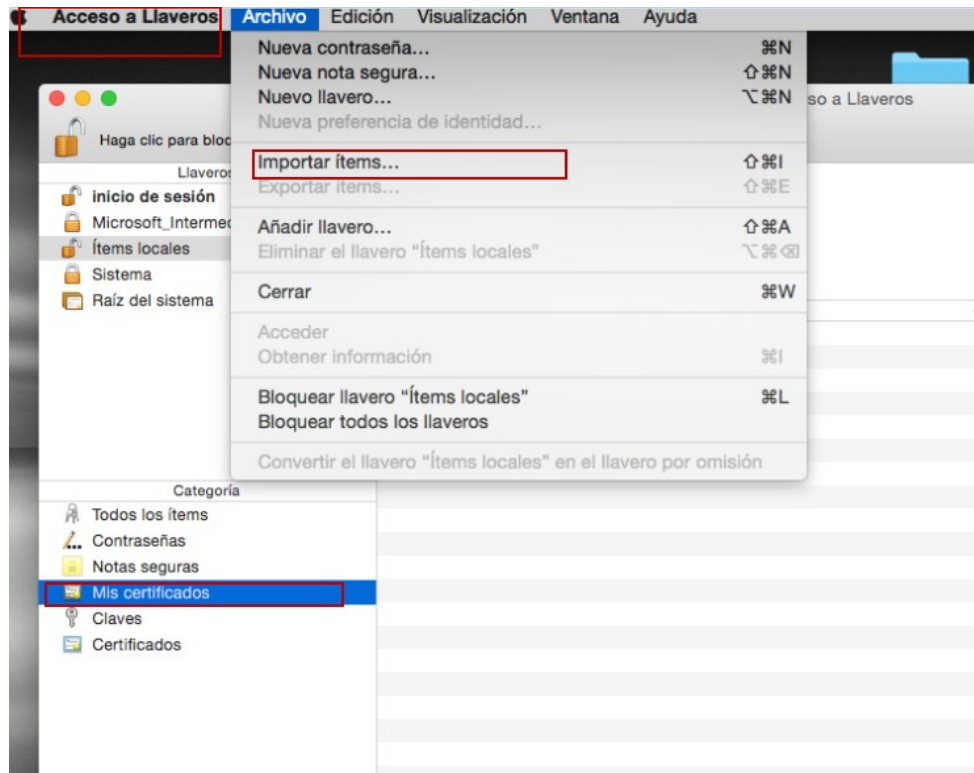 Acceso a Llaveros Archivo Edición Visualización Ventana Ayuda
Nueva contraseña... ⌘N
Nueva nota segura... ⇧⌘N
Nuevo llavero... ⌥⌘N
Nueva preferencia de identidad...
Importar ítems... ⇧⌘I
Exportar ítems... ⇧⌘E
Añadir llavero... ⇧⌘A
Eliminar el llavero "Ítems locales" ⌥⌘⌫
Cerrar ⌘W
Acceder
Obtener información ⌘I
Bloquear llavero "Ítems locales" ⌘L
Bloquear todos los llaveros
Convertir el llavero "Ítems locales" en el llavero por omisión
so a Llaveros
Haga clic para bloq
Llaveros
inicio de sesión
Microsoft_Intermed
Ítems locales
Sistema
Raíz del sistema
Categoría
Todos los ítems
Contraseñas
Notas seguras
Mis certificados
Claves
Certificados